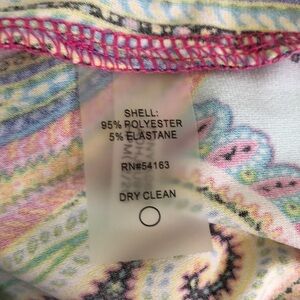 SHELL:
95% POLYESTER
5% ELASTANE
RN#54163
DRY CLEAN